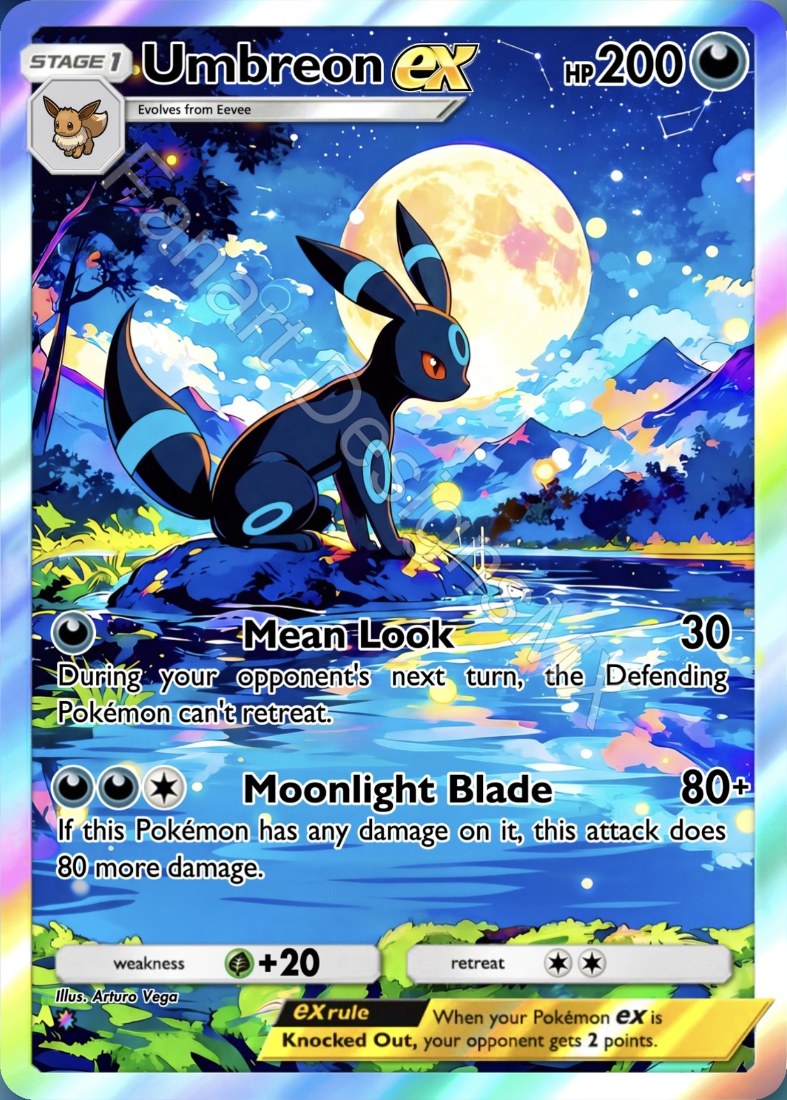 STAGE 1
Umbreon ex
HP 200
Evolves from Eevee
Fanart DesignsMX
Mean Look 30
During your opponent's next turn, the Defending
Pokémon can't retreat.
Moonlight Blade 80+
If this Pokémon has any damage on it, this attack does
80 more damage.
weakness +20
retreat
Illus. Arturo Vega
ex rule
When your Pokémon ex is
Knocked Out, your opponent gets 2 points.